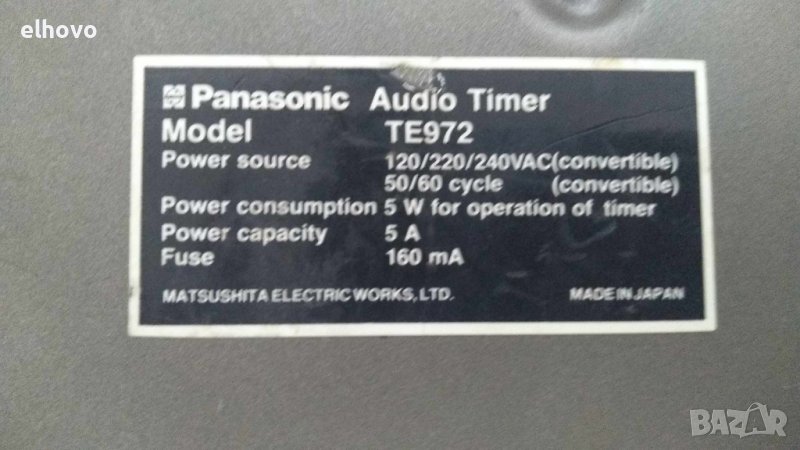 elhovo
Panasonic Audio Timer
Model TE972
Power source 120/220/240VAC(convertible)
50/60 cycle (convertible)
Power consumption 5 W for operation of timer
Power capacity 5 A
Fuse 160 mA
MATSUSHITA ELECTRIC WORKS, LTD. MADE IN JAPAN
BAZAR